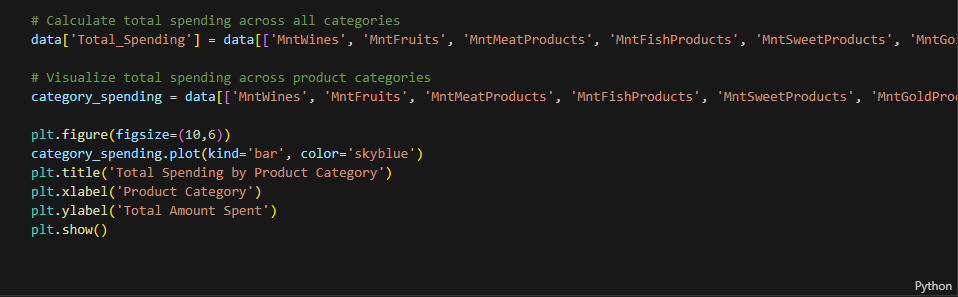 # Calculate total spending across all categories
data['Total_Spending'] = data[['MntWines', 'MntFruits', 'MntMeatProducts', 'MntFishProducts', 'MntSweetProducts', 'MntGol
# Visualize total spending across product categories
category_spending = data[['MntWines', 'MntFruits', 'MntMeatProducts', 'MntFishProducts', 'MntSweetProducts', 'MntGoldPro
plt.figure(figsize=(10,6))
category_spending.plot(kind='bar', color='skyblue')
plt.title('Total Spending by Product Category')
plt.xlabel('Product Category')
plt.ylabel('Total Amount Spent')
plt.show()
Python